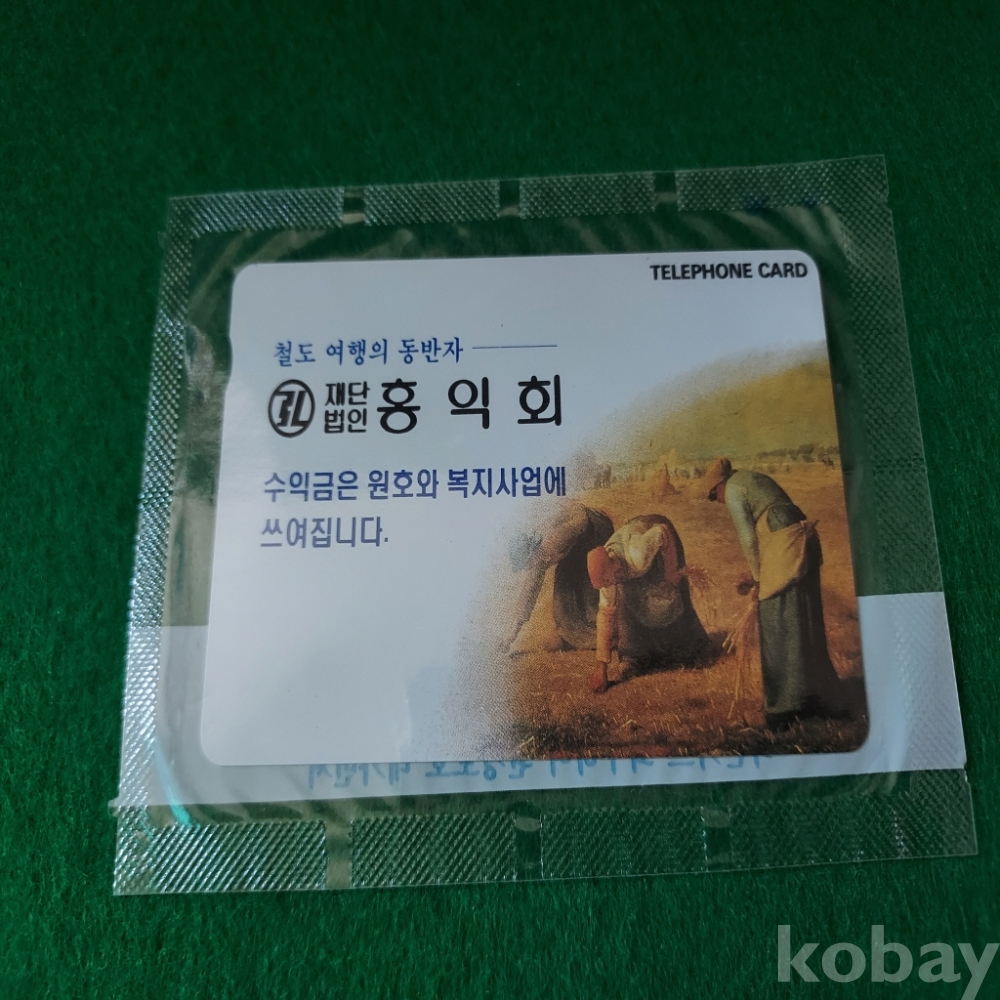 TELEPHONE CARD
철도 여행의 동반자
재단
법인 홍익회
수익금은 원호와 복지사업에
쓰여집니다.
kobay